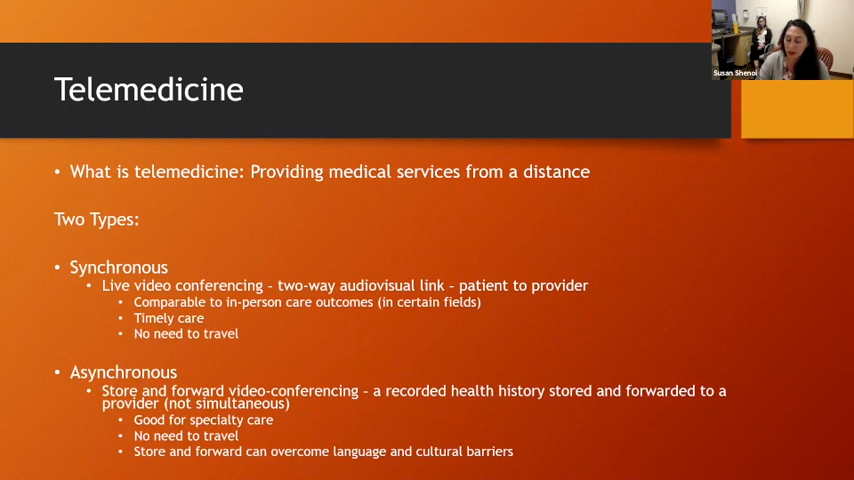 Susan Shenoi
Telemedicine
• What is telemedicine: Providing medical services from a distance
Two Types:
• Synchronous
• Live video conferencing – two-way audiovisual link – patient to provider
• Comparable to in-person care outcomes (in certain fields)
• Timely care
• No need to travel
• Asynchronous
• Store and forward video-conferencing – a recorded health history stored and forwarded to a
provider (not simultaneous)
• Good for specialty care
• No need to travel
• Store and forward can overcome language and cultural barriers